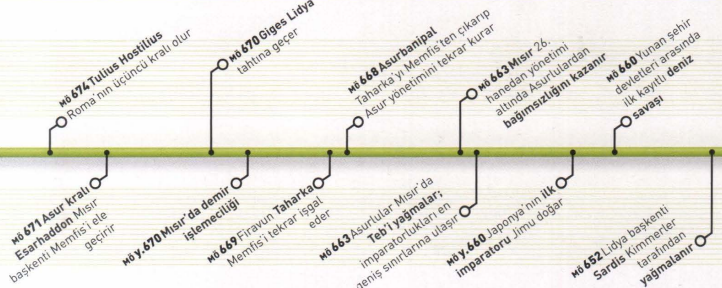 MÖ 674 Tulius Hostilius
Roma'nın üçüncü kralı olur
MÖ 671 Asur kralı
Esarhaddon Mısır
başkenti Memfis'i ele
geçirir
MÖ 670 Giges Lidya
tahtına geçer
MÖ y.670 Mısır'da demir
işlemeciliği
MÖ 669 Firavun Taharka
Memfis'i tekrar işgal
eder
MÖ 668 Asurbanipal
Taharka'yı Memfis'ten çıkarıp
Asur yönetimini tekrar kurar
MÖ 663 Mısır 26.
hanedan yönetimi
altında Asurlulardan
bağımsızlığını kazanır
MÖ 663 Asurlular Mısır'da
Teb'i yağmalar;
imparatorlukları en
geniş sınırlarına ulaşır
MÖ y.660 Japonya'nın ilk
imparatoru Jimu doğar
MÖ 660 Yunan şehir
devletleri arasında
ilk kayıtlı deniz
savaşı
MÖ 652 Lidya başkenti
Sardis Kimmerler
tarafından
yağmalanır